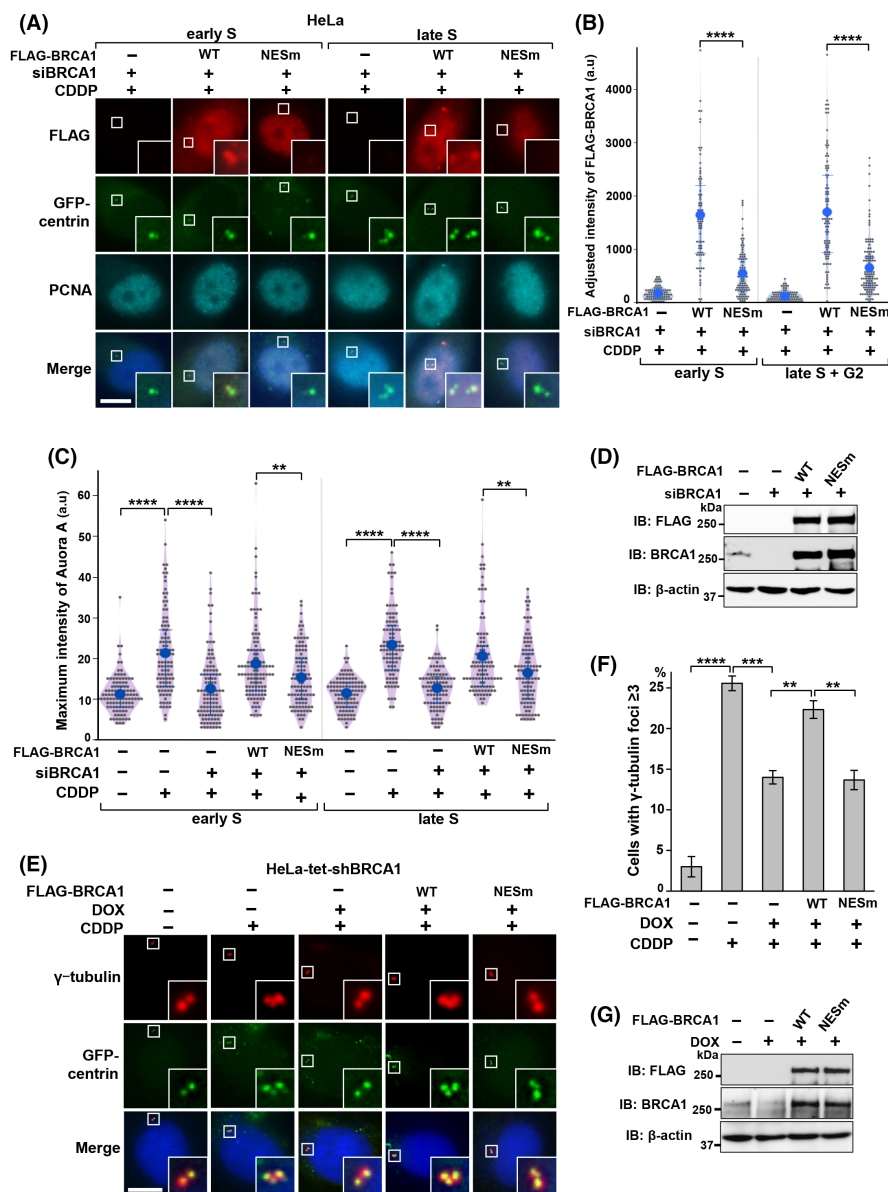 (A)
HeLa
early S
late S
FLAG-BRCA1 – WT NESm – WT NESm
siBRCA1 + + + + + +
CDDP + + + + + +
FLAG
GFP-
centrin
PCNA
Merge
(B)
**** ****
Adjusted intensity of FLAG-BRCA1 (a.u)
4000
3000
2000
1000
0
FLAG-BRCA1 – WT NESm – WT NESm
siBRCA1 + + + + + +
CDDP + + + + + +
early S
late S + G2
(C)
**** **** ** **** **** **
Maximum intensity of Auora A (a.u)
60
50
40
30
20
10
0
FLAG-BRCA1 – – – WT NESm – – – WT NESm
siBRCA1 – – + + + – – + + +
CDDP – + + + + – + + + +
early S
late S
(D)
FLAG-BRCA1 – – WT NESm
siBRCA1 – + + +
kDa
IB: FLAG 250
IB: BRCA1 250
IB: β-actin 37
(E)
HeLa-tet-shBRCA1
FLAG-BRCA1 – – – WT NESm
DOX – – + + +
CDDP – + + + +
γ–tubulin
GFP-
centrin
Merge
(F)
%
**** *** ** **
Cells with γ-tubulin foci ≥3
25
20
15
10
5
0
FLAG-BRCA1 – – – WT NESm
DOX – – + + +
CDDP – + + + +
(G)
FLAG-BRCA1 – – WT NESm
DOX – + + +
kDa
IB: FLAG 250
IB: BRCA1 250
IB: β-actin 37